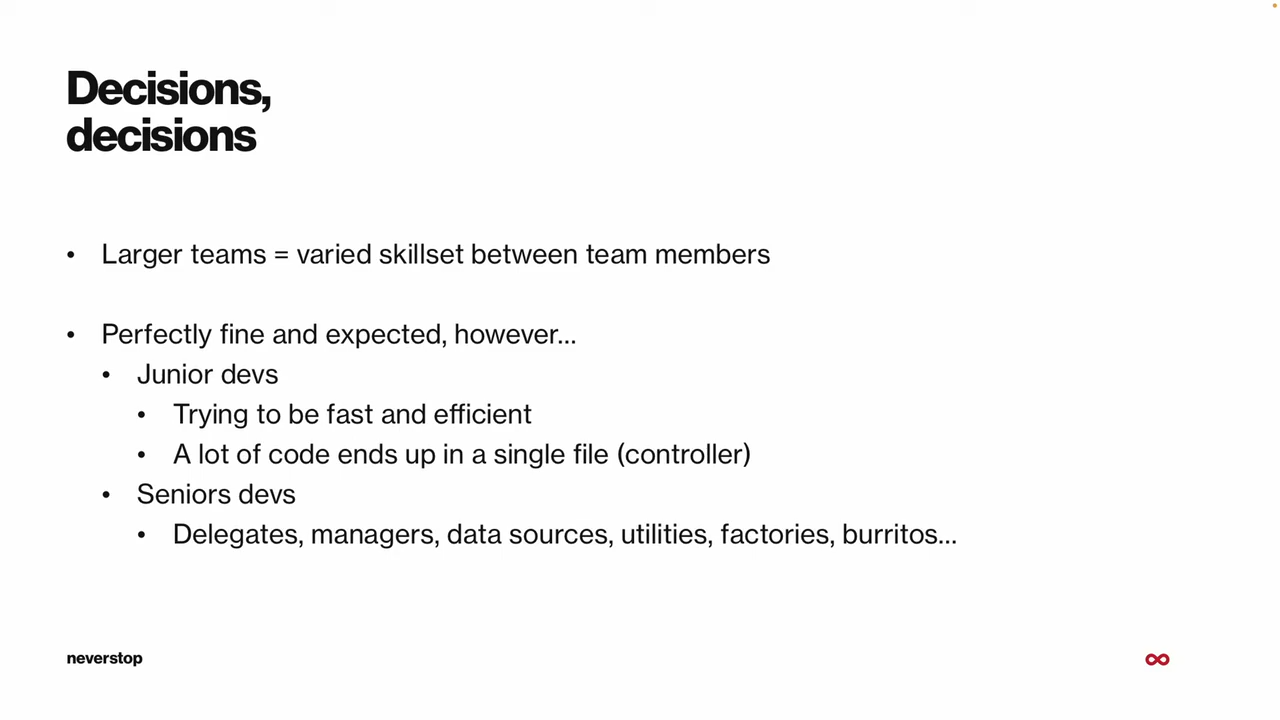 Decisions,
decisions
• Larger teams = varied skillset between team members
• Perfectly fine and expected, however...
• Junior devs
• Trying to be fast and efficient
• A lot of code ends up in a single file (controller)
• Seniors devs
• Delegates, managers, data sources, utilities, factories, burritos...
neverstop